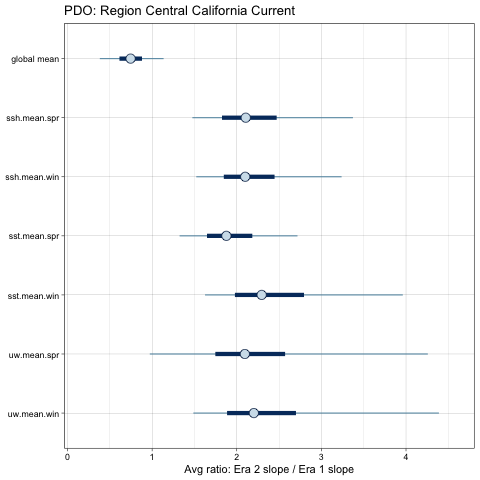 PDO: Region Central California Current
global mean
ssh.mean.spr
ssh.mean.win
sst.mean.spr
sst.mean.win
uw.mean.spr
uw.mean.win
0 1 2 3 4
Avg ratio: Era 2 slope / Era 1 slope